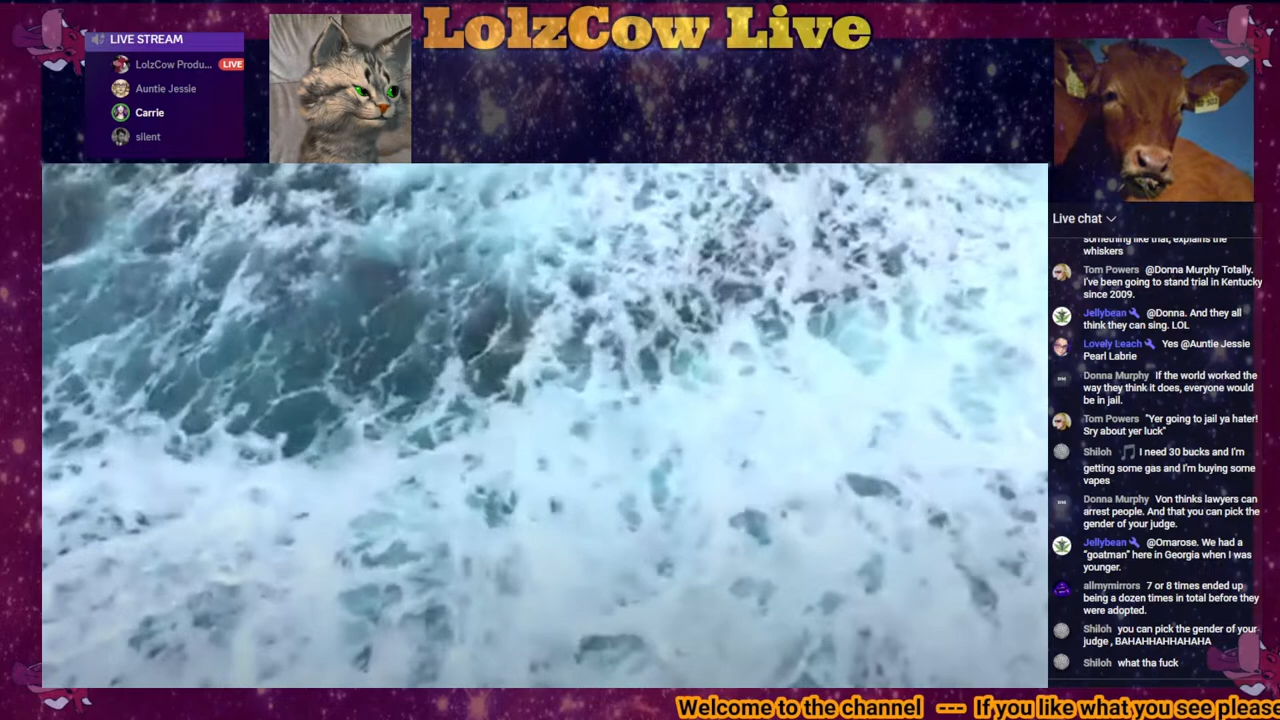 LolzCow Live
LIVE STREAM
LolzCow Produ... LIVE
Auntie Jessie
Carrie
silent
Live chat
something like that, explains the
whiskers
Tom Powers @Donna Murphy Totally.
I've been going to stand trial in Kentucky
since 2009.
Jellybean @Donna. And they all
think they can sing. LOL
Lovely Leach Yes @Auntie Jessie
Pearl Labrie
Donna Murphy If the world worked the
way they think it does, everyone would
be in jail.
Tom Powers "Yer going to jail ya hater!
Sry about yer luck"
Shiloh 🎵 I need 30 bucks and I'm
getting some gas and I'm buying some
vapes
Donna Murphy Von thinks lawyers can
arrest people. And that you can pick the
gender of your judge.
Jellybean @Omarose. We had a
“goatman” here in Georgia when I was
younger.
allmymirrors 7 or 8 times ended up
being a dozen times in total before they
were adopted.
Shiloh you can pick the gender of your
judge , BAHAHHAHHAHAHA
Shiloh what tha fuck
Welcome to the channel --- If you like what you see please